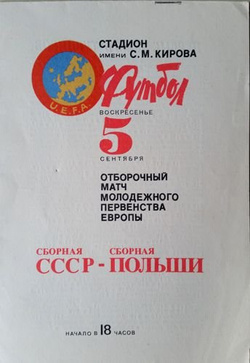 СТАДИОН
ИМЕНИ С.М.КИРОВА
U.E.F.A.
Футбол
ВОСКРЕСЕНЬЕ
5
СЕНТЯБРЯ
ОТБОРОЧНЫЙ
МАТЧ
МОЛОДЕЖНОГО
ПЕРВЕНСТВА
ЕВРОПЫ
СБОРНАЯ СБОРНАЯ
СССР-ПОЛЬШИ
НАЧАЛО В 18 ЧАСОВ